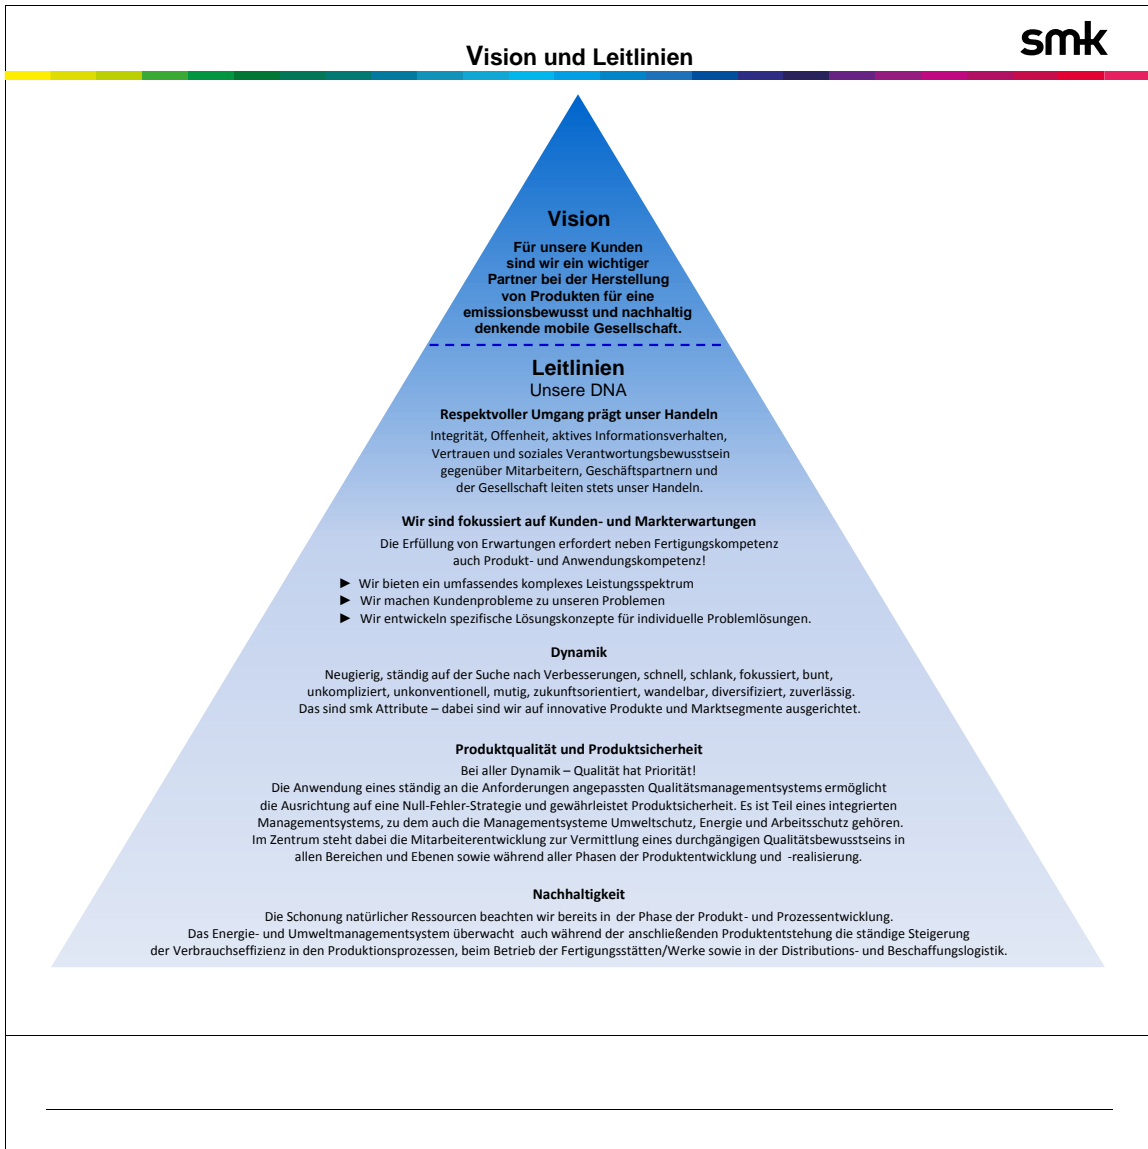 smk
Vision und Leitlinien
Vision
Für unsere Kunden
sind wir ein wichtiger
Partner bei der Herstellung
von Produkten für eine
emissionsbewusst und nachhaltig
denkende mobile Gesellschaft.
Leitlinien
Unsere DNA
Respektvoller Umgang prägt unser Handeln
Integrität, Offenheit, aktives Informationsverhalten,
Vertrauen und soziales Verantwortungsbewusstsein
gegenüber Mitarbeitern, Geschäftspartnern und
der Gesellschaft leiten stets unser Handeln.
Wir sind fokussiert auf Kunden- und Markterwartungen
Die Erfüllung von Erwartungen erfordert neben Fertigungskompetenz
auch Produkt- und Anwendungskompetenz!
► Wir bieten ein umfassendes komplexes Leistungsspektrum
► Wir machen Kundenprobleme zu unseren Problemen
► Wir entwickeln spezifische Lösungskonzepte für individuelle Problemlösungen.
Dynamik
Neugierig, ständig auf der Suche nach Verbesserungen, schnell, schlank, fokussiert, bunt,
unkompliziert, unkonventionell, mutig, zukunftsorientiert, wandelbar, diversifiziert, zuverlässig.
Das sind smk Attribute – dabei sind wir auf innovative Produkte und Marktsegmente ausgerichtet.
Produktqualität und Produktsicherheit
Bei aller Dynamik – Qualität hat Priorität!
Die Anwendung eines ständig an die Anforderungen angepassten Qualitätsmanagementsystems ermöglicht
die Ausrichtung auf eine Null-Fehler-Strategie und gewährleistet Produktsicherheit. Es ist Teil eines integrierten
Managementsystems, zu dem auch die Managementsysteme Umweltschutz, Energie und Arbeitsschutz gehören.
Im Zentrum steht dabei die Mitarbeiterentwicklung zur Vermittlung eines durchgängigen Qualitätsbewusstseins in
allen Bereichen und Ebenen sowie während aller Phasen der Produktentwicklung und -realisierung.
Nachhaltigkeit
Die Schonung natürlicher Ressourcen beachten wir bereits in der Phase der Produkt- und Prozessentwicklung.
Das Energie- und Umweltmanagementsystem überwacht auch während der anschließenden Produktentstehung die ständige Steigerung
der Verbrauchseffizienz in den Produktionsprozessen, beim Betrieb der Fertigungsstätten/Werke sowie in der Distributions- und Beschaffungslogistik.